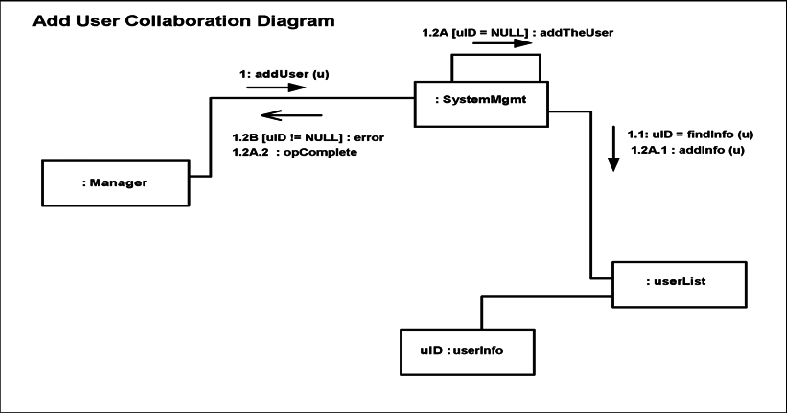 Add User Collaboration Diagram
1.2A [uID = NULL] : addTheUser
1: addUser (u)
: SystemMgmt
1.2B [uID != NULL] : error
1.2A.2 : opComplete
1.1: uID = findInfo (u)
1.2A.1 : addInfo (u)
: Manager
: userList
uID : userInfo